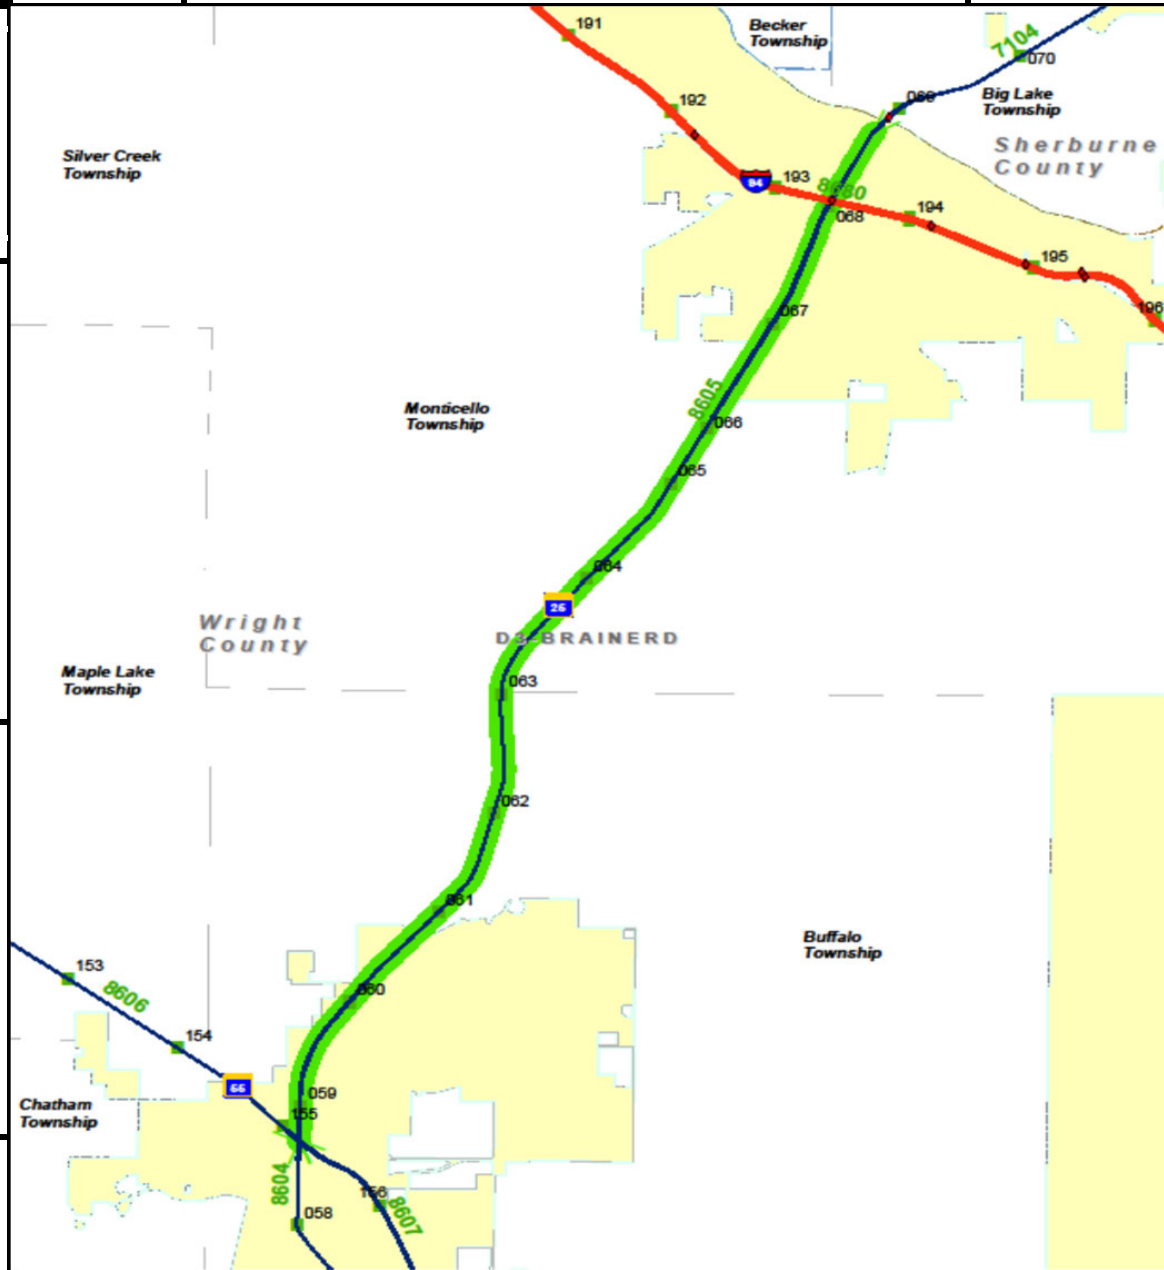 191
Becker
Township
7104
070
192
069
Big Lake
Township
Sherburne
County
Silver Creek
Township
94
193
8680
068
194
195
196
067
Monticello
Township
8605
066
065
064
25
Wright
County
D3-BRAINERD
Maple Lake
Township
063
062
061
Buffalo
Township
153
8606
060
154
55
059
155
Chatham
Township
8604
156
8607
058